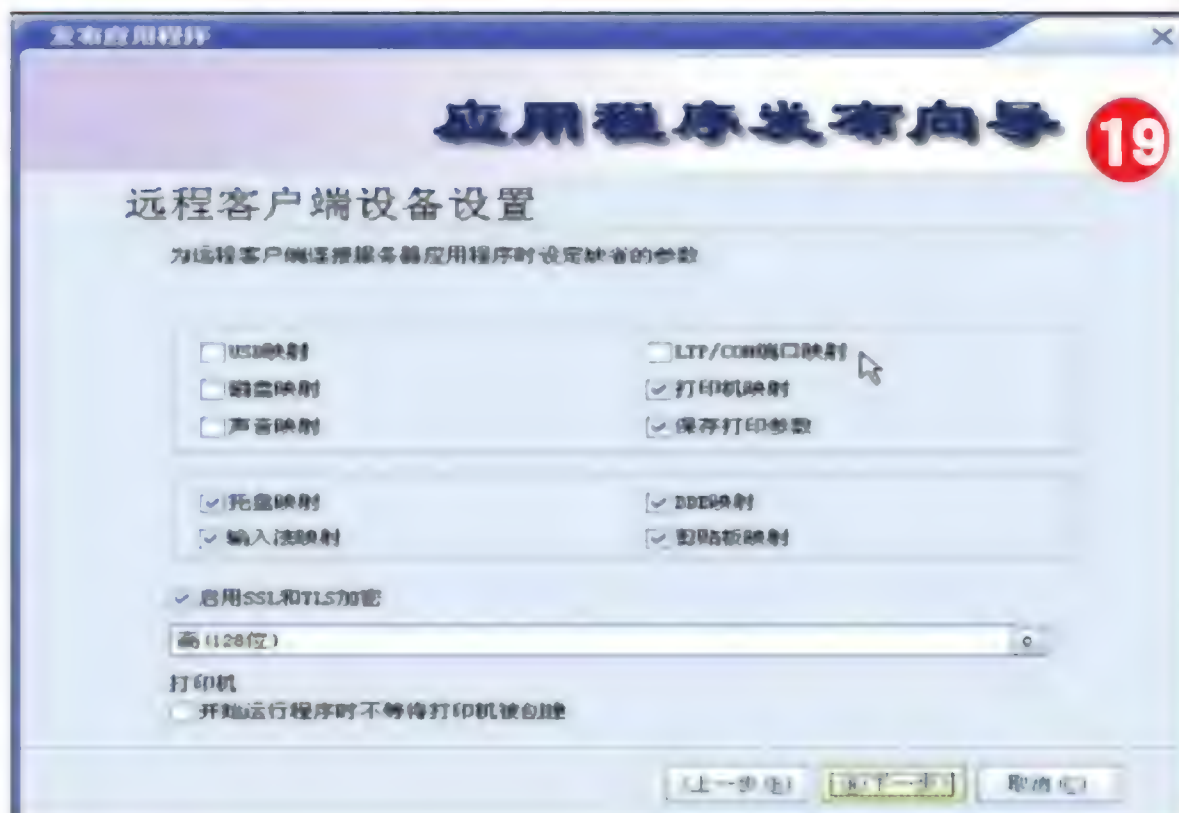 发布应用程序
应用程序发布向导
19
远程客户端设备设置
为远程客户端连接服务器应用程序时设定缺省的参数
USB映射
LTP/COM端口映射
磁盘映射
打印机映射
声音映射
保存打印参数
托盘映射
DDE映射
输入法映射
剪贴板映射
启用SSL和TLS加密
高(128位)
打印机
开始运行程序时不等待打印机被创建
上一步
下一步
取消(C)